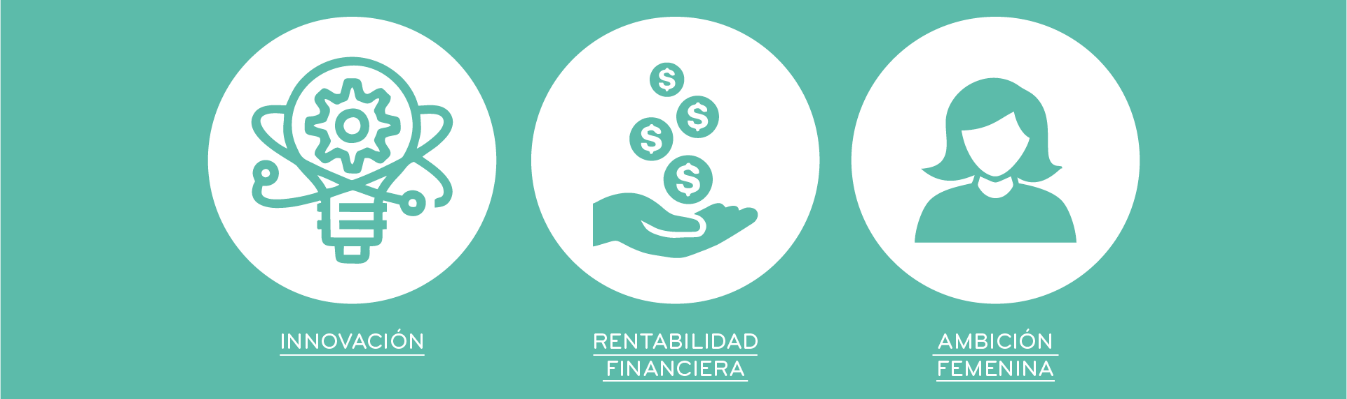 $
$
$
$
INNOVACIÓN
RENTABILIDAD
FINANCIERA
AMBICIÓN
FEMENINA